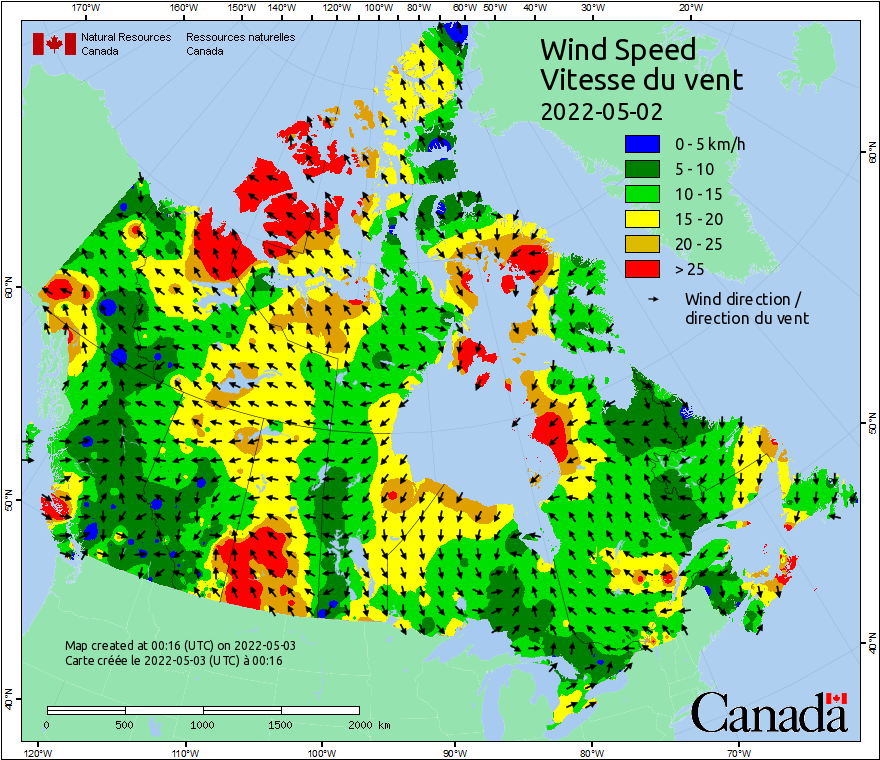 170°W 160°W 150°W 140°W 130°W 120°W 110°W 100°W 90°W 80°W 70°W 60°W 50°W 40°W 30°W 20°W
Natural Resources Ressources naturelles
Canada Canada
Wind Speed
Vitesse du vent
2022-05-02
0 - 5 km/h
5 - 10
10 - 15
15 - 20
20 - 25
> 25
Wind direction /
direction du vent
60°N
60°N
50°N
50°N
40°N
40°N
Map created at 00:16 (UTC) on 2022-05-03
Carte créée le 2022-05-03 (UTC) à 00:16
0 500 1000 1500 2000 km
Canada
120°W 110°W 100°W 90°W 80°W 70°W